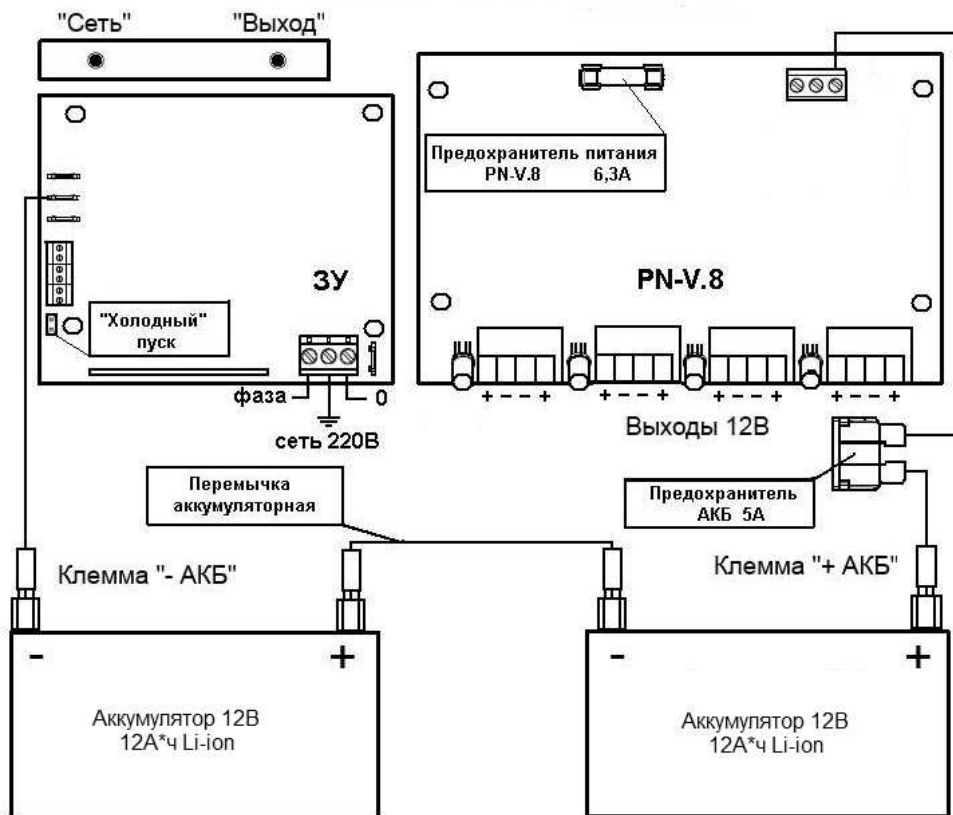 "Сеть" "Выход"
Предохранитель питания
PN-V.8 6,3А
ЗУ
PN-V.8
"Холодный"
пуск
фаза 0
сеть 220В
+ - - + + - - + + - - + + - - +
Выходы 12В
Перемычка
аккумуляторная
Предохранитель
АКБ 5А
Клемма "- АКБ"
Клемма "+ АКБ"
- + - +
Аккумулятор 12В
12А*ч Li-ion
Аккумулятор 12В
12А*ч Li-ion